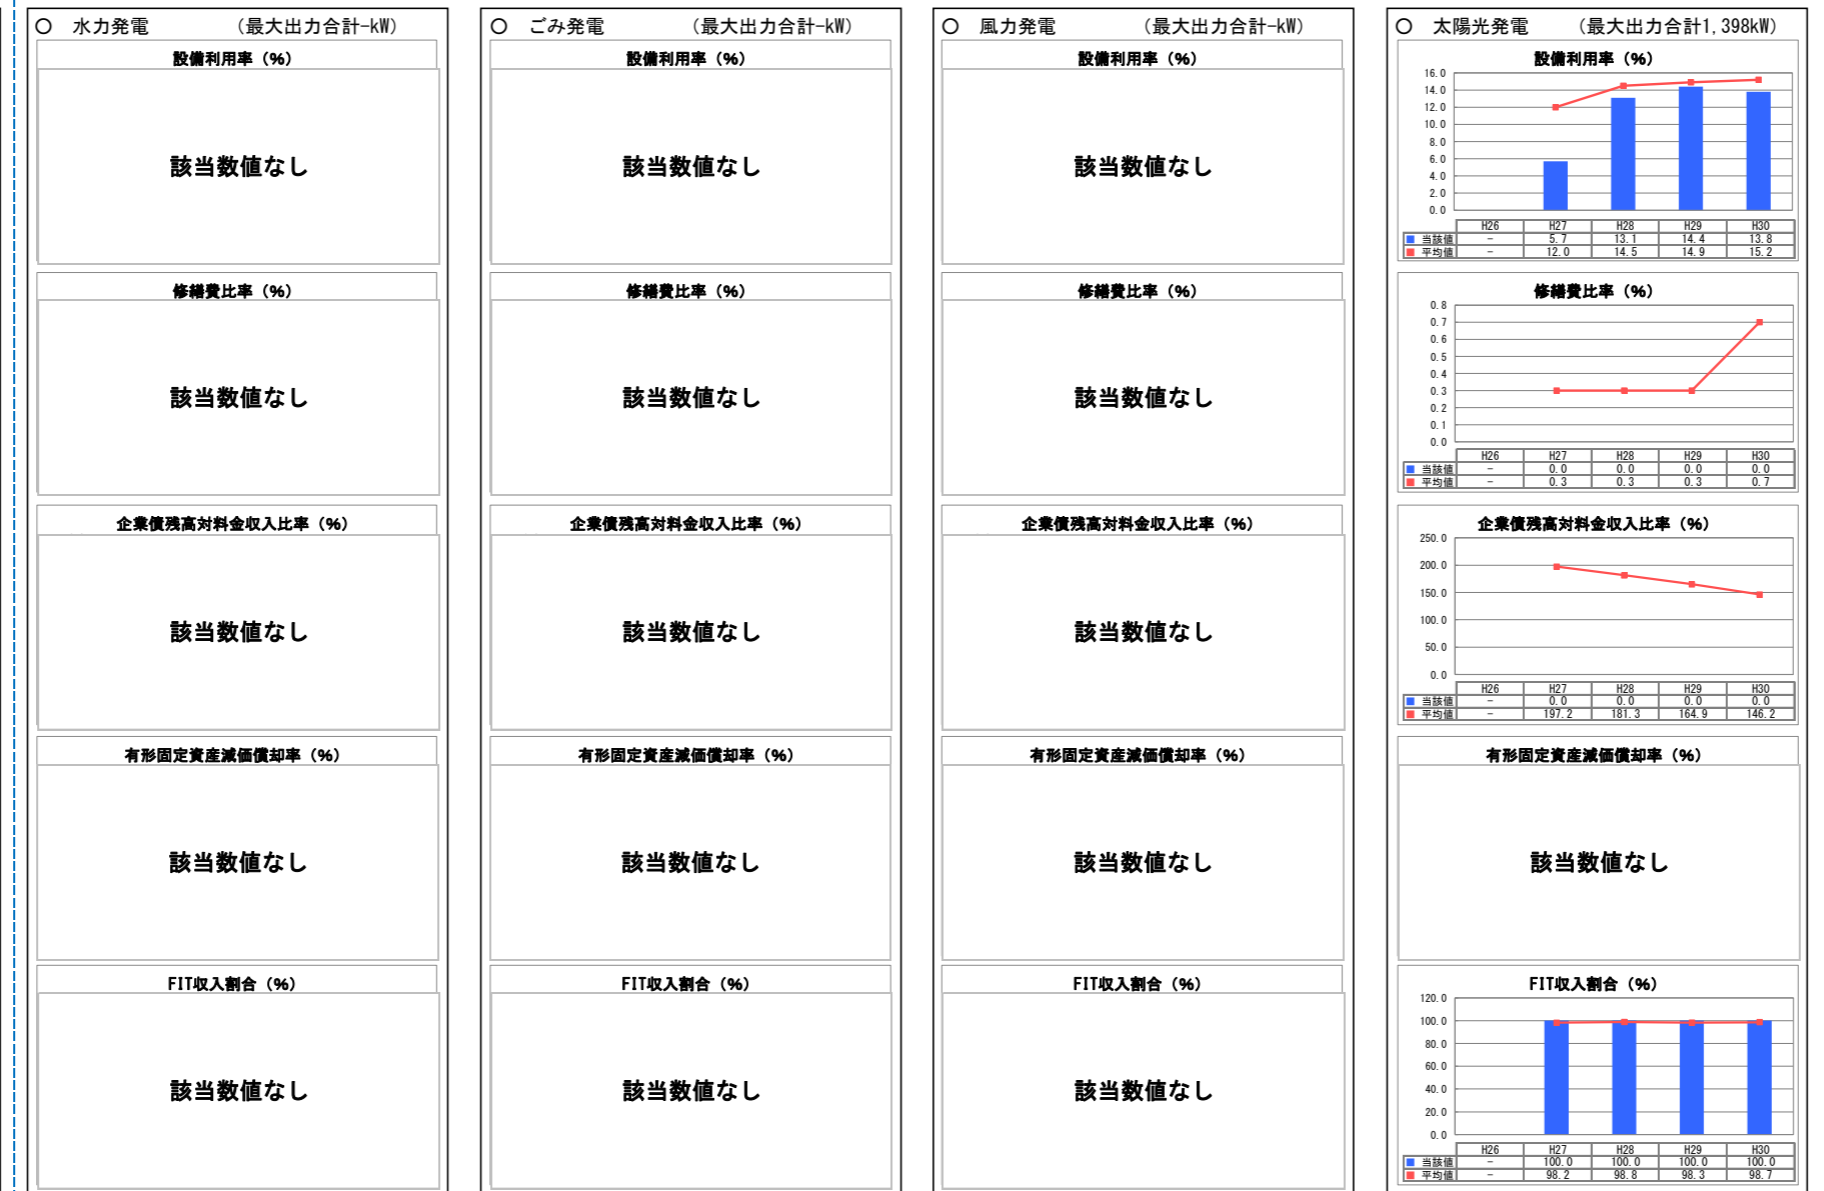 ○ 水力発電 （最大出力合計-kW）
設備利用率（%）
該当数値なし
修繕費比率（%）
該当数値なし
企業債残高対料金収入比率（%）
該当数値なし
有形固定資産減価償却率（%）
該当数値なし
FIT収入割合（%）
該当数値なし
○ ごみ発電 （最大出力合計-kW）
設備利用率（%）
該当数値なし
修繕費比率（%）
該当数値なし
企業債残高対料金収入比率（%）
該当数値なし
有形固定資産減価償却率（%）
該当数値なし
FIT収入割合（%）
該当数値なし
○ 風力発電 （最大出力合計-kW）
設備利用率（%）
該当数値なし
修繕費比率（%）
該当数値なし
企業債残高対料金収入比率（%）
該当数値なし
有形固定資産減価償却率（%）
該当数値なし
FIT収入割合（%）
該当数値なし
○ 太陽光発電 （最大出力合計1,398kW）
設備利用率（%）
16.0
14.0
12.0
10.0
8.0
6.0
4.0
2.0
0.0
H26 H27 H28 H29 H30
当該値 - 5.7 13.1 14.4 13.8
平均値 - 12.0 14.5 14.9 15.2
修繕費比率（%）
0.8
0.7
0.6
0.5
0.4
0.3
0.2
0.1
0.0
H26 H27 H28 H29 H30
当該値 - 0.0 0.0 0.0 0.0
平均値 - 0.3 0.3 0.3 0.7
企業債残高対料金収入比率（%）
250.0
200.0
150.0
100.0
50.0
0.0
H26 H27 H28 H29 H30
当該値 - 0.0 0.0 0.0 0.0
平均値 - 197.2 181.3 164.9 146.2
有形固定資産減価償却率（%）
該当数値なし
FIT収入割合（%）
120.0
100.0
80.0
60.0
40.0
20.0
0.0
H26 H27 H28 H29 H30
当該値 - 100.0 100.0 100.0 100.0
平均値 - 98.2 98.8 98.3 98.7